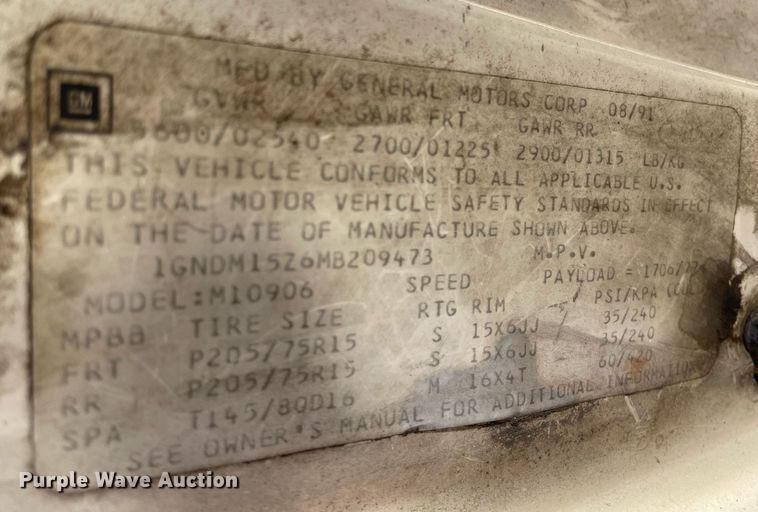 MFD BY GENERAL MOTORS CORP 08/91
GM
GVWR GAWR FRT GAWR RR
5600/02540 2700/01225 2900/01315 LB/KG
THIS VEHICLE CONFORMS TO ALL APPLICABLE U.S.
FEDERAL MOTOR VEHICLE SAFETY STANDARDS IN EFFECT
ON THE DATE OF MANUFACTURE SHOWN ABOVE.
1GNDM15Z6MB209473 M.P.V.
MODEL:M10906 SPEED PAYLOAD =
MPBB TIRE SIZE RTG RIM PSI/KPA
FRT P205/75R15 S 15X6JJ 35/240
RR P205/75R15 S 15X6JJ 35/240
SPA T145/80D16 M 16X4T 60/420
SEE OWNER'S MANUAL FOR ADDITIONAL INFORMATION
Purple Wave Auction